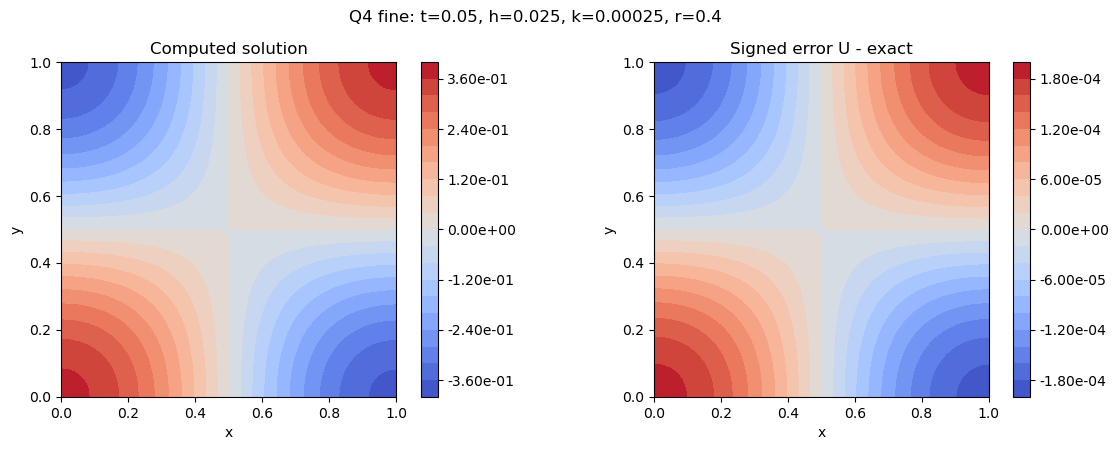 Q4 fine: t=0.05, h=0.025, k=0.00025, r=0.4
Computed solution
1.0
0.8
0.6
0.4
0.2
0.0
y
0.0 0.2 0.4 0.6 0.8 1.0
x
3.60e-01
2.40e-01
1.20e-01
0.00e+00
-1.20e-01
-2.40e-01
-3.60e-01
Signed error U - exact
1.0
0.8
0.6
0.4
0.2
0.0
y
0.0 0.2 0.4 0.6 0.8 1.0
x
1.80e-04
1.20e-04
6.00e-05
0.00e+00
-6.00e-05
-1.20e-04
-1.80e-04